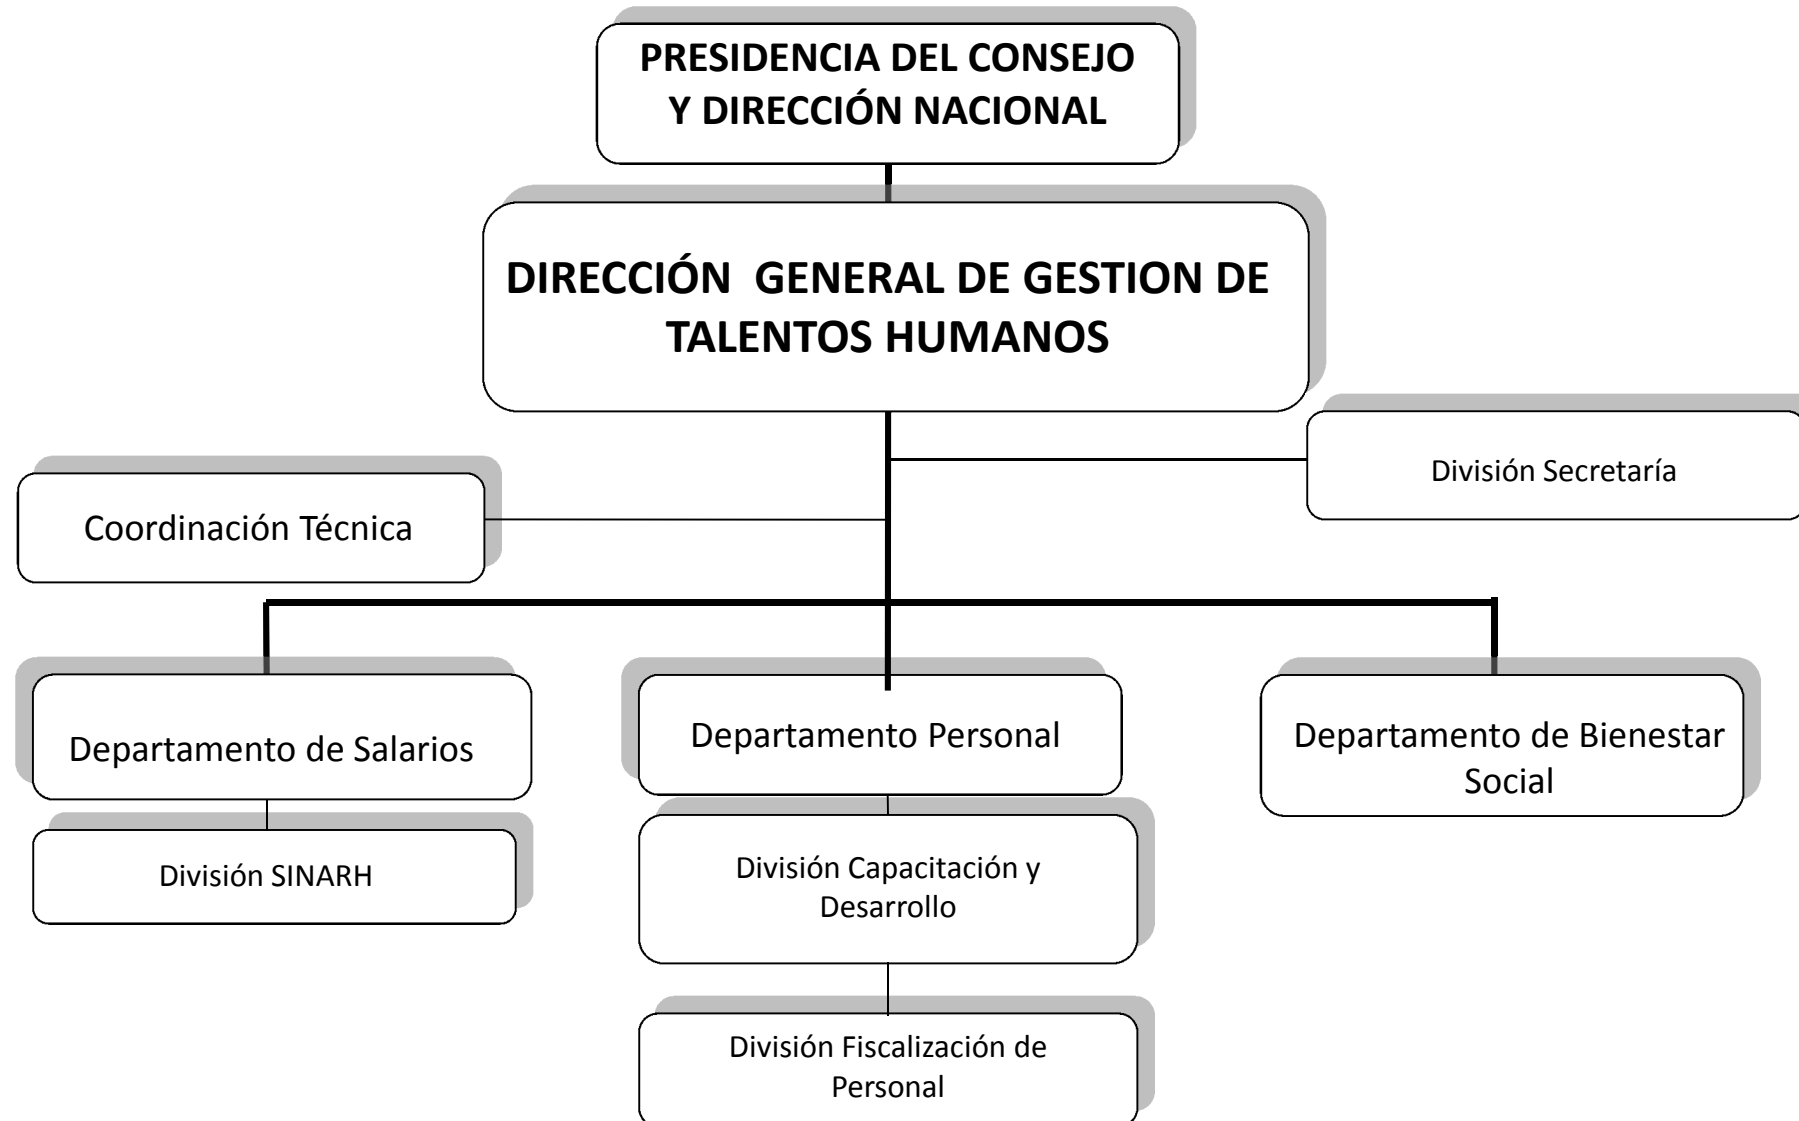 PRESIDENCIA DEL CONSEJO
Y DIRECCIÓN NACIONAL
DIRECCIÓN  GENERAL DE GESTION DE
TALENTOS HUMANOS
División Secretaría
Coordinación Técnica
Departamento de Salarios
Departamento Personal
Departamento de Bienestar
Social
División SINARH
División Capacitación y
Desarrollo
División Fiscalización de
Personal